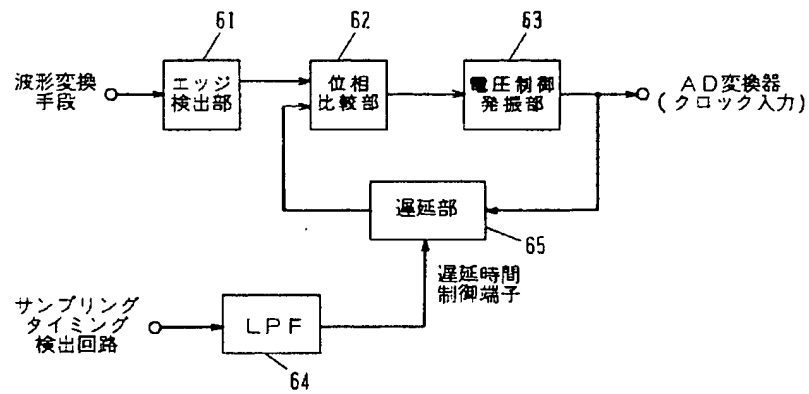 61
62
63
波形変換
手段
エッジ
検出部
位相
比較部
電圧制御
発振部
AD変換器
(クロック入力)
遅延部
65
遅延時間
制御端子
サンプリング
タイミング
検出回路
LPF
64